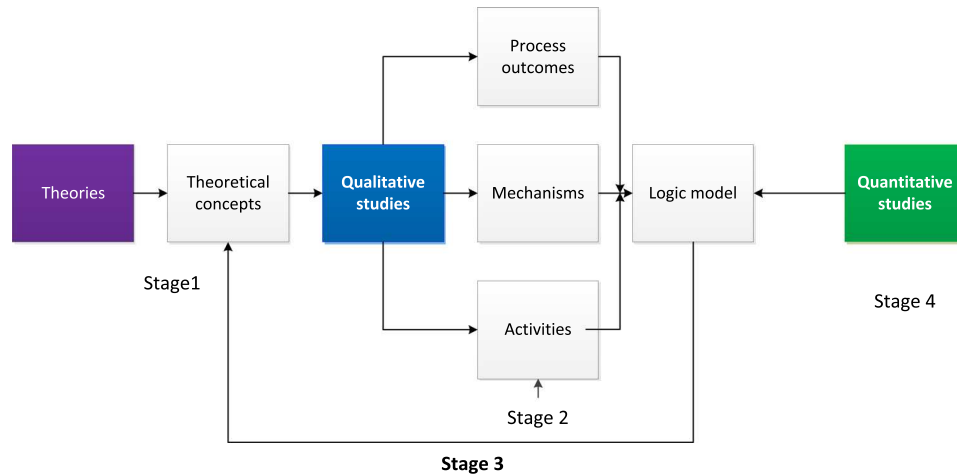 Process
outcomes
Theories
Theoretical
concepts
Qualitative
studies
Mechanisms
Logic model
Quantitative
studies
Stage1
Stage 4
Activities
Stage 2
Stage 3